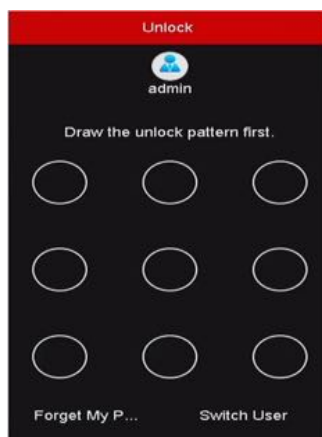 Unlock
admin
Draw the unlock pattern first.
Forget My P...
Switch User